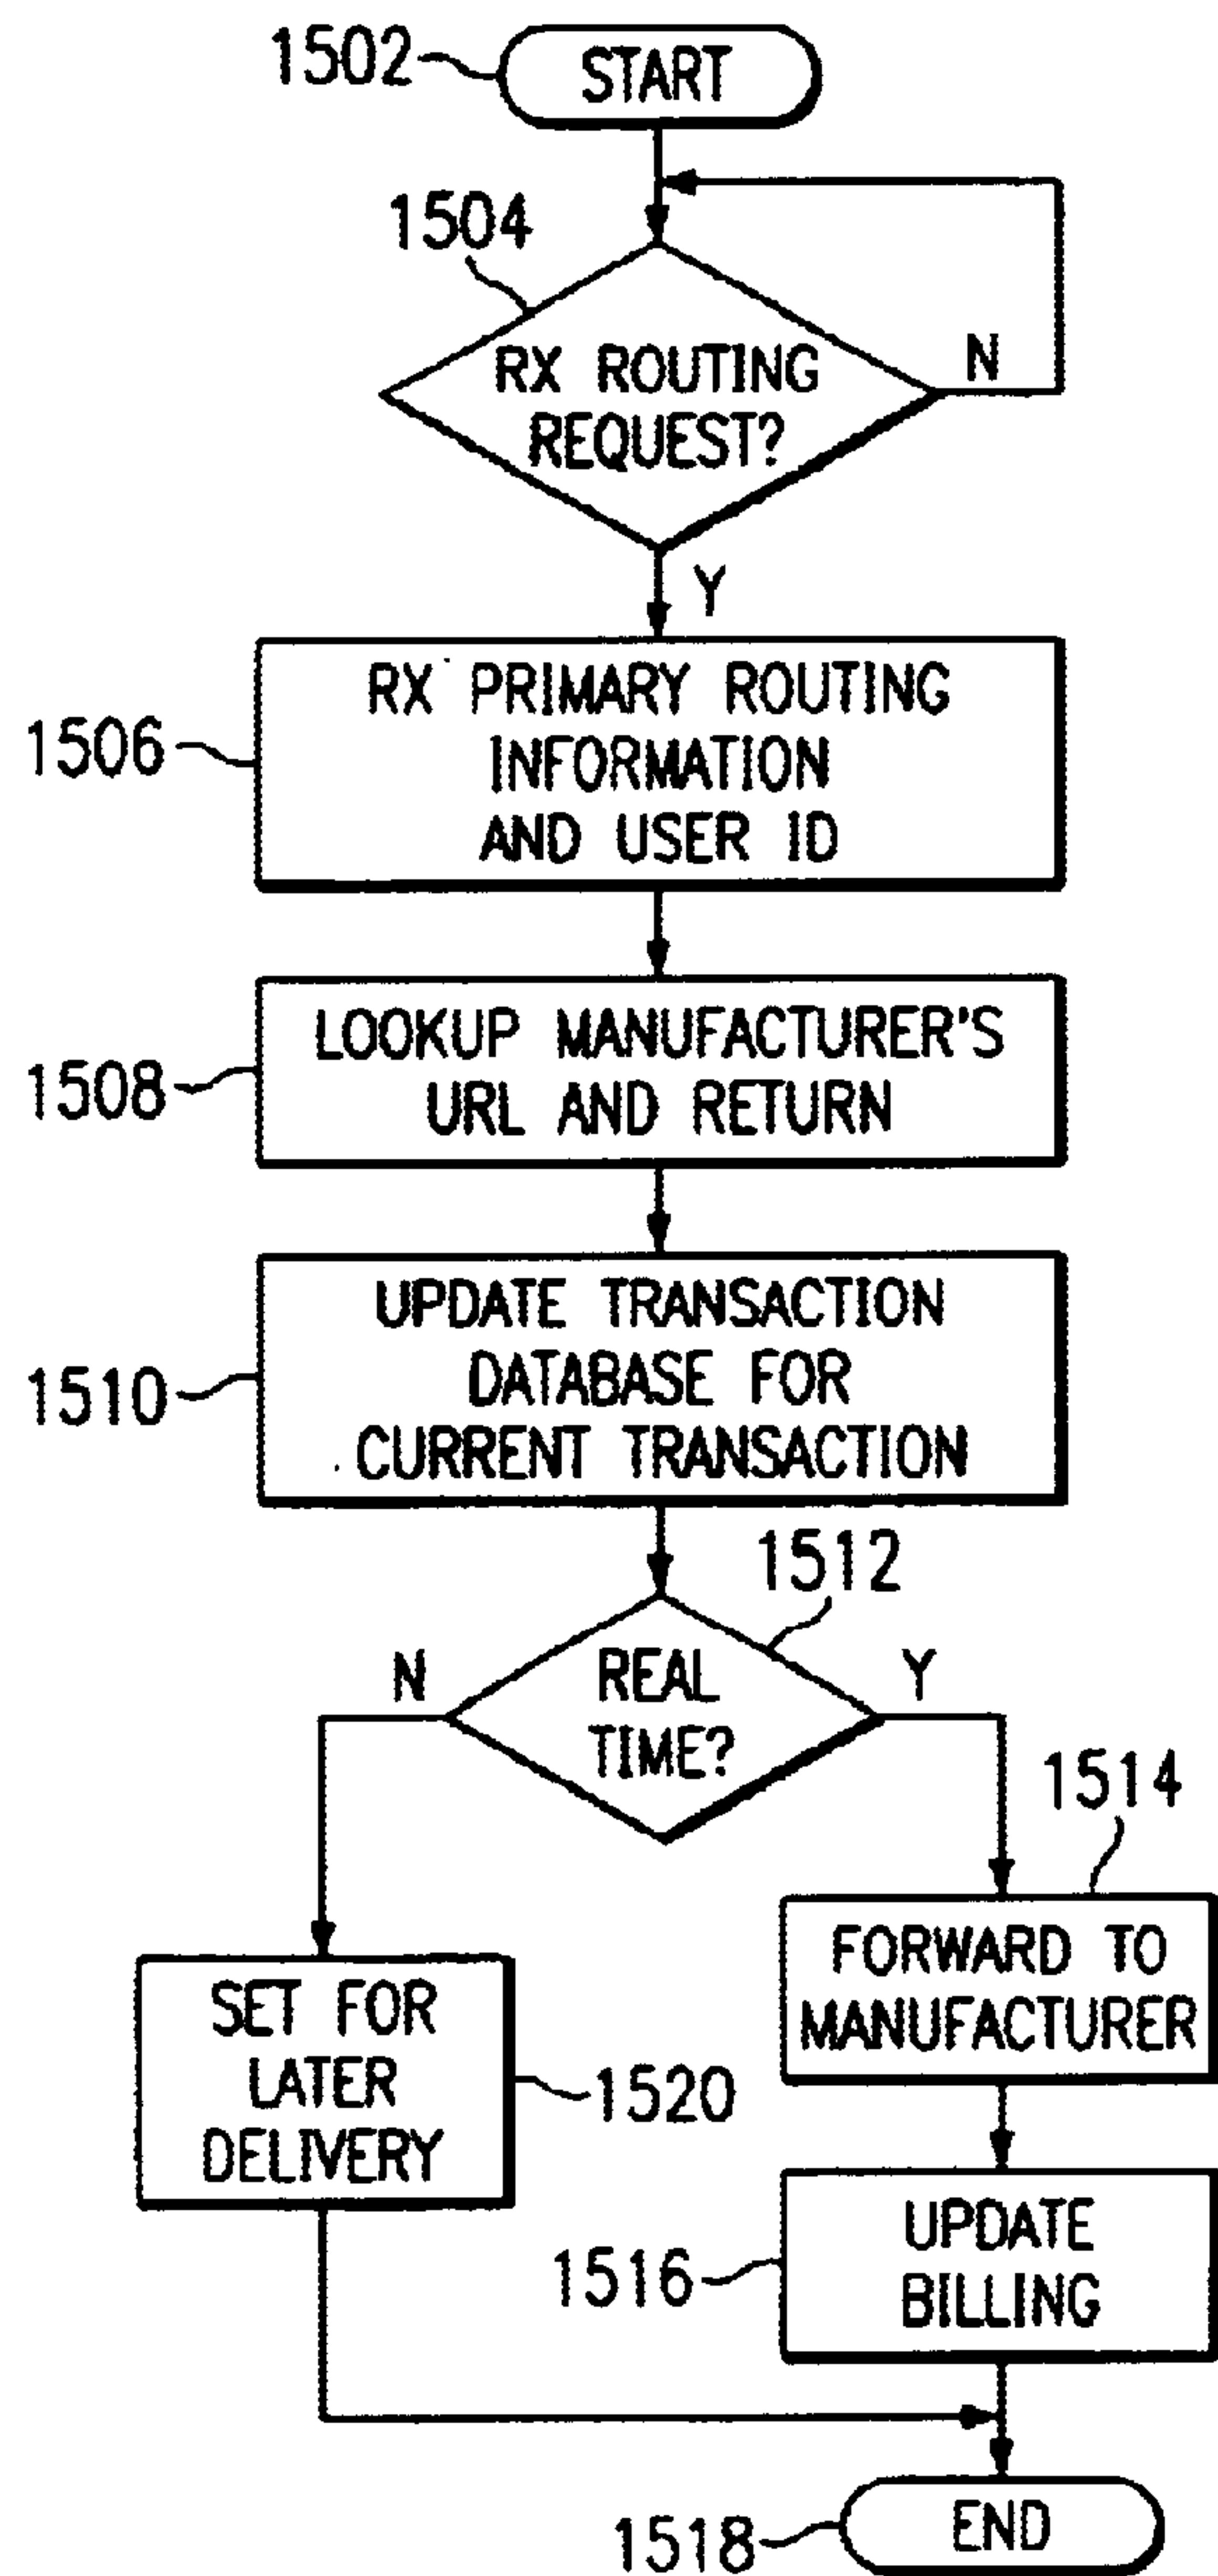 1502
START
1504
RX ROUTING
REQUEST?
N
Y
1506
RX PRIMARY ROUTING
INFORMATION
AND USER ID
1508
LOOKUP MANUFACTURER'S
URL AND RETURN
1510
UPDATE TRANSACTION
DATABASE FOR
CURRENT TRANSACTION
1512
N
REAL
TIME?
Y
1514
FORWARD TO
MANUFACTURER
SET FOR
LATER
DELIVERY
1520
1516
UPDATE
BILLING
1518
END